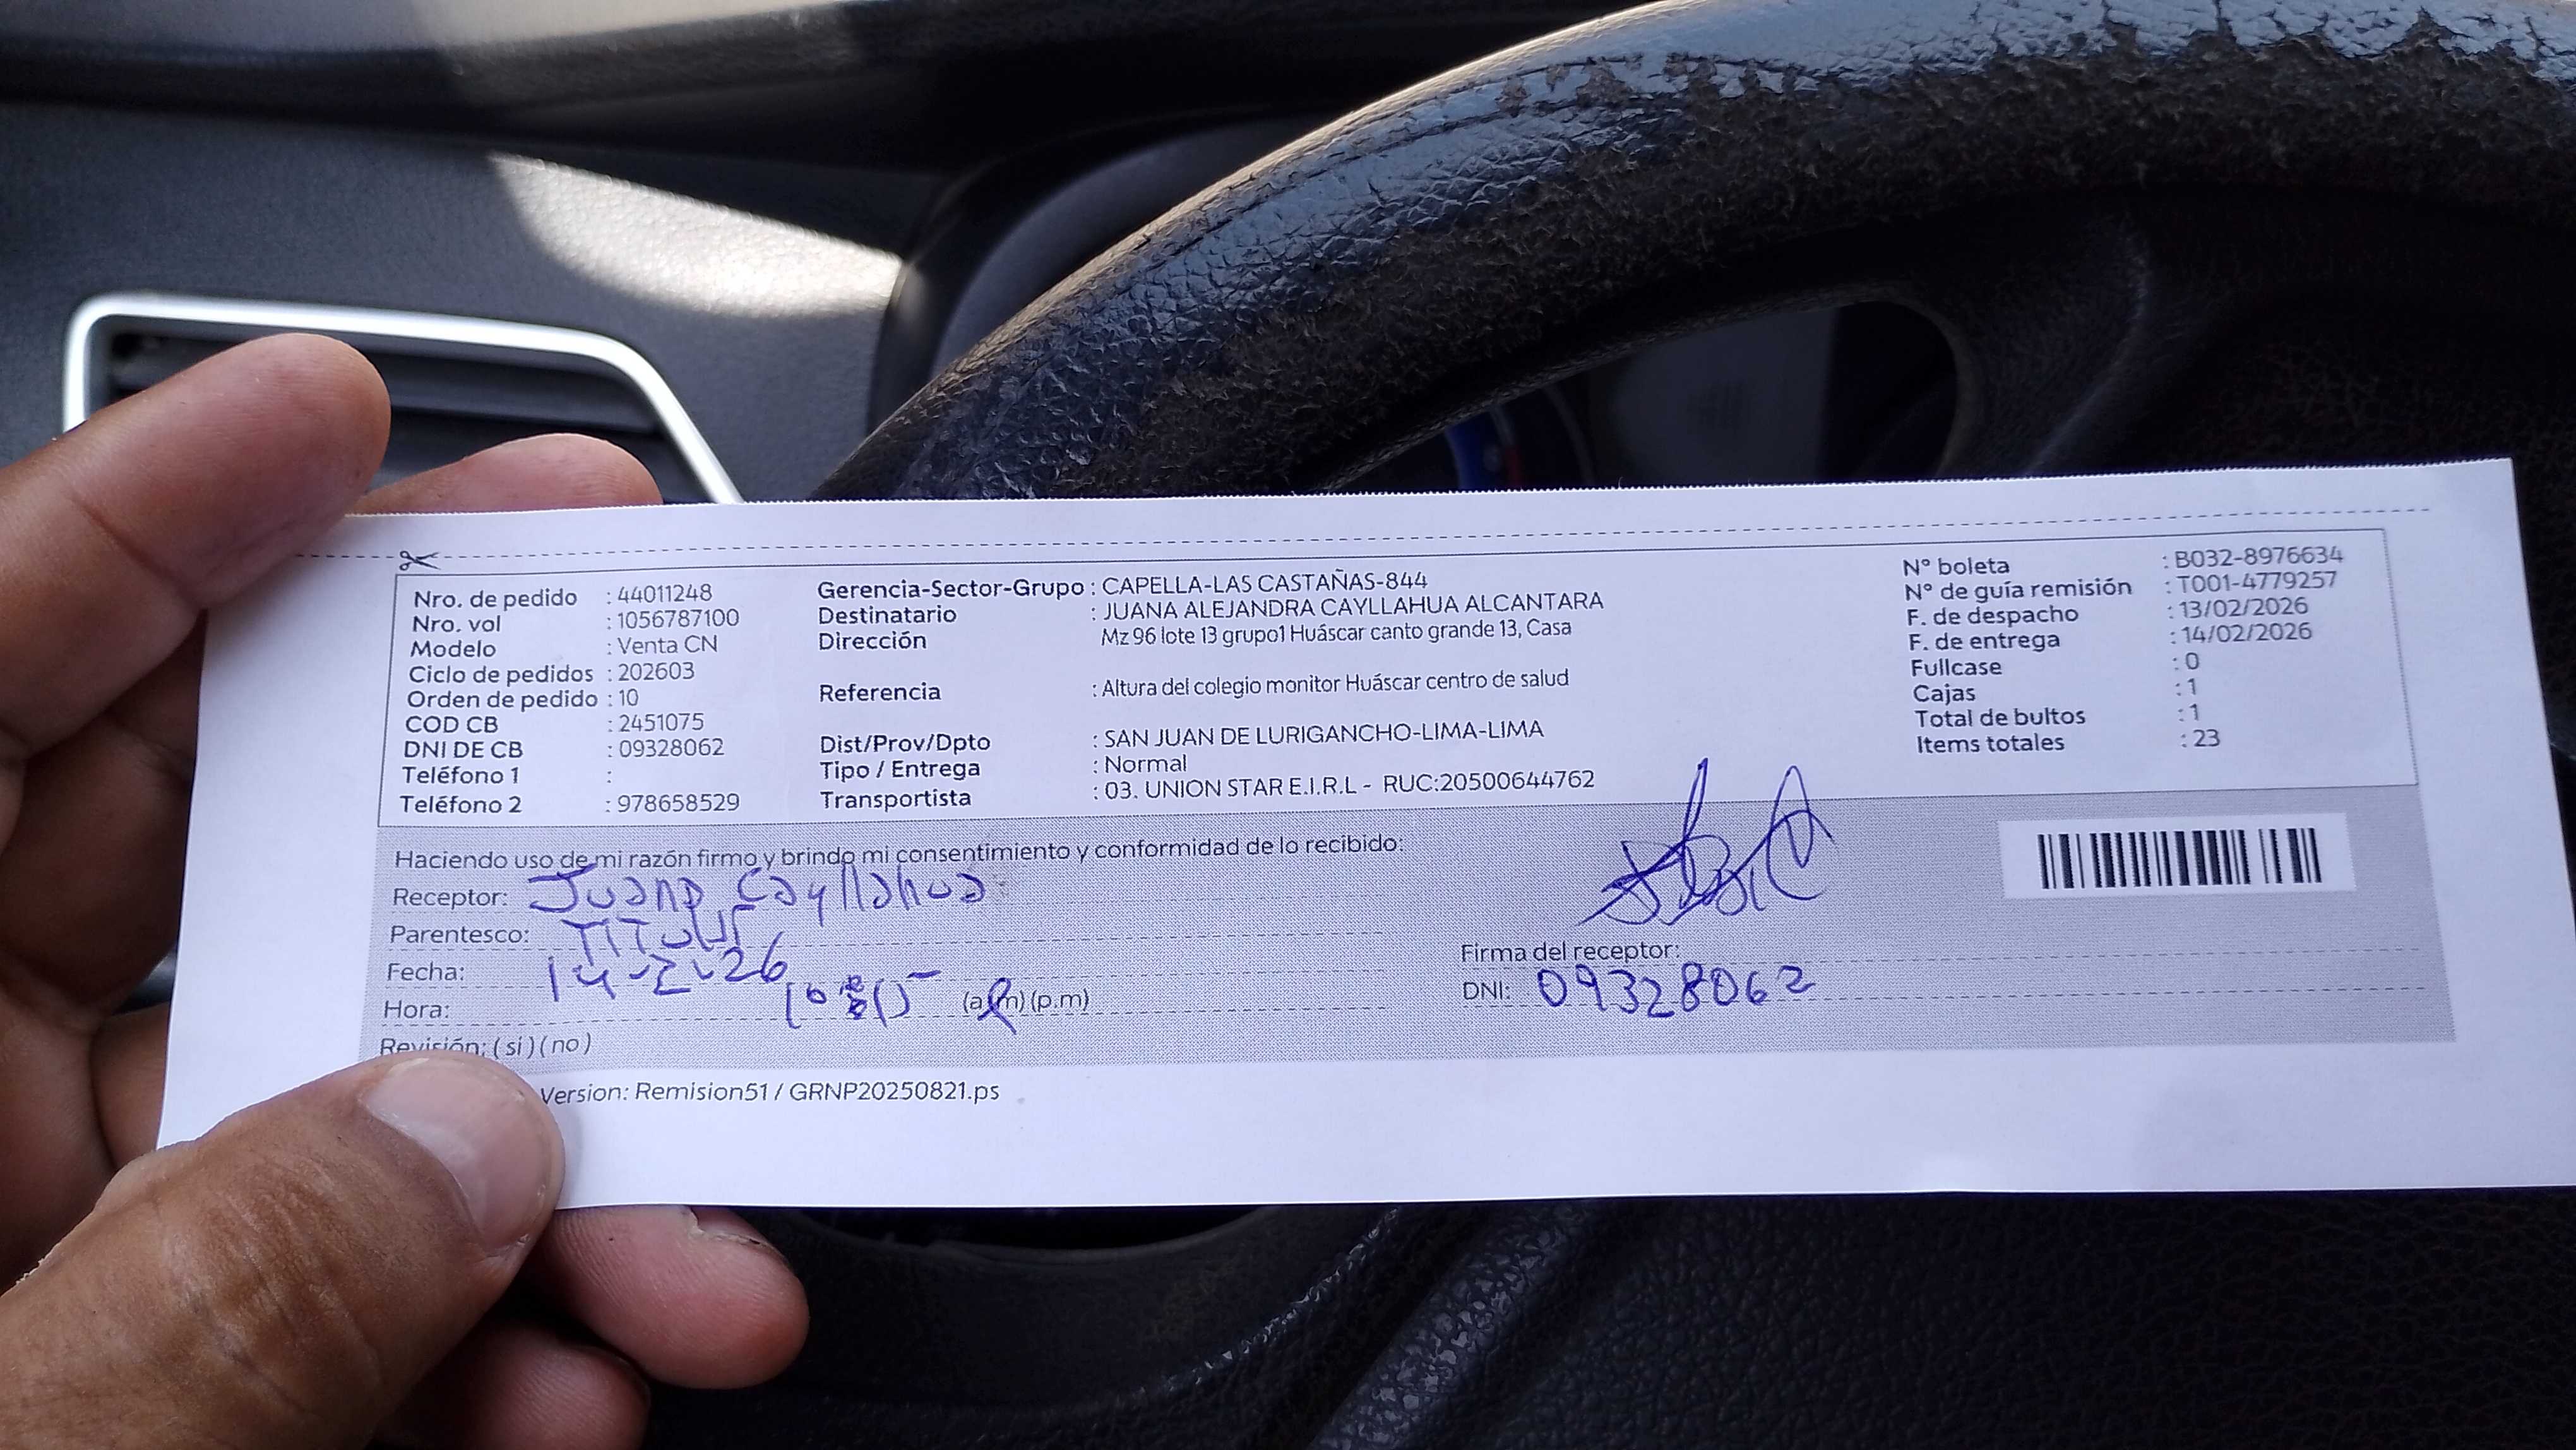 Nro. de pedido : 44011248
Nro. vol : 1056787100
Modelo : Venta CN
Ciclo de pedidos : 202603
Orden de pedido : 10
COD CB : 2451075
DNI DE CB : 09328062
Teléfono 1 :
Teléfono 2 : 978658529
Gerencia-Sector-Grupo : CAPELLA-LAS CASTAÑAS-844
Destinatario : JUANA ALEJANDRA CAYLLAHUA ALCANTARA
Dirección Mz 96 lote 13 grupo1 Huáscar canto grande 13, Casa
Referencia : Altura del colegio monitor Huáscar centro de salud
Dist/Prov/Dpto : SAN JUAN DE LURIGANCHO-LIMA-LIMA
Tipo / Entrega : Normal
Transportista : 03. UNION STAR E.I.R.L - RUC:20500644762
N° boleta : B032-8976634
N° de guía remisión : T001-4779257
F. de despacho : 13/02/2026
F. de entrega : 14/02/2026
Fullcase : 0
Cajas : 1
Total de bultos : 1
Items totales : 23
Haciendo uso de mi razón firmo y brindo mi consentimiento y conformidad de lo recibido:
Receptor: Juana Cayllahua
Parentesco: TITular
Fecha: 14-2-26
Hora: (a.m) (p.m)
Revisión: (si) (no)
Firma del receptor:
DNI: 09328062
Version: Remision51 / GRNP20250821.ps